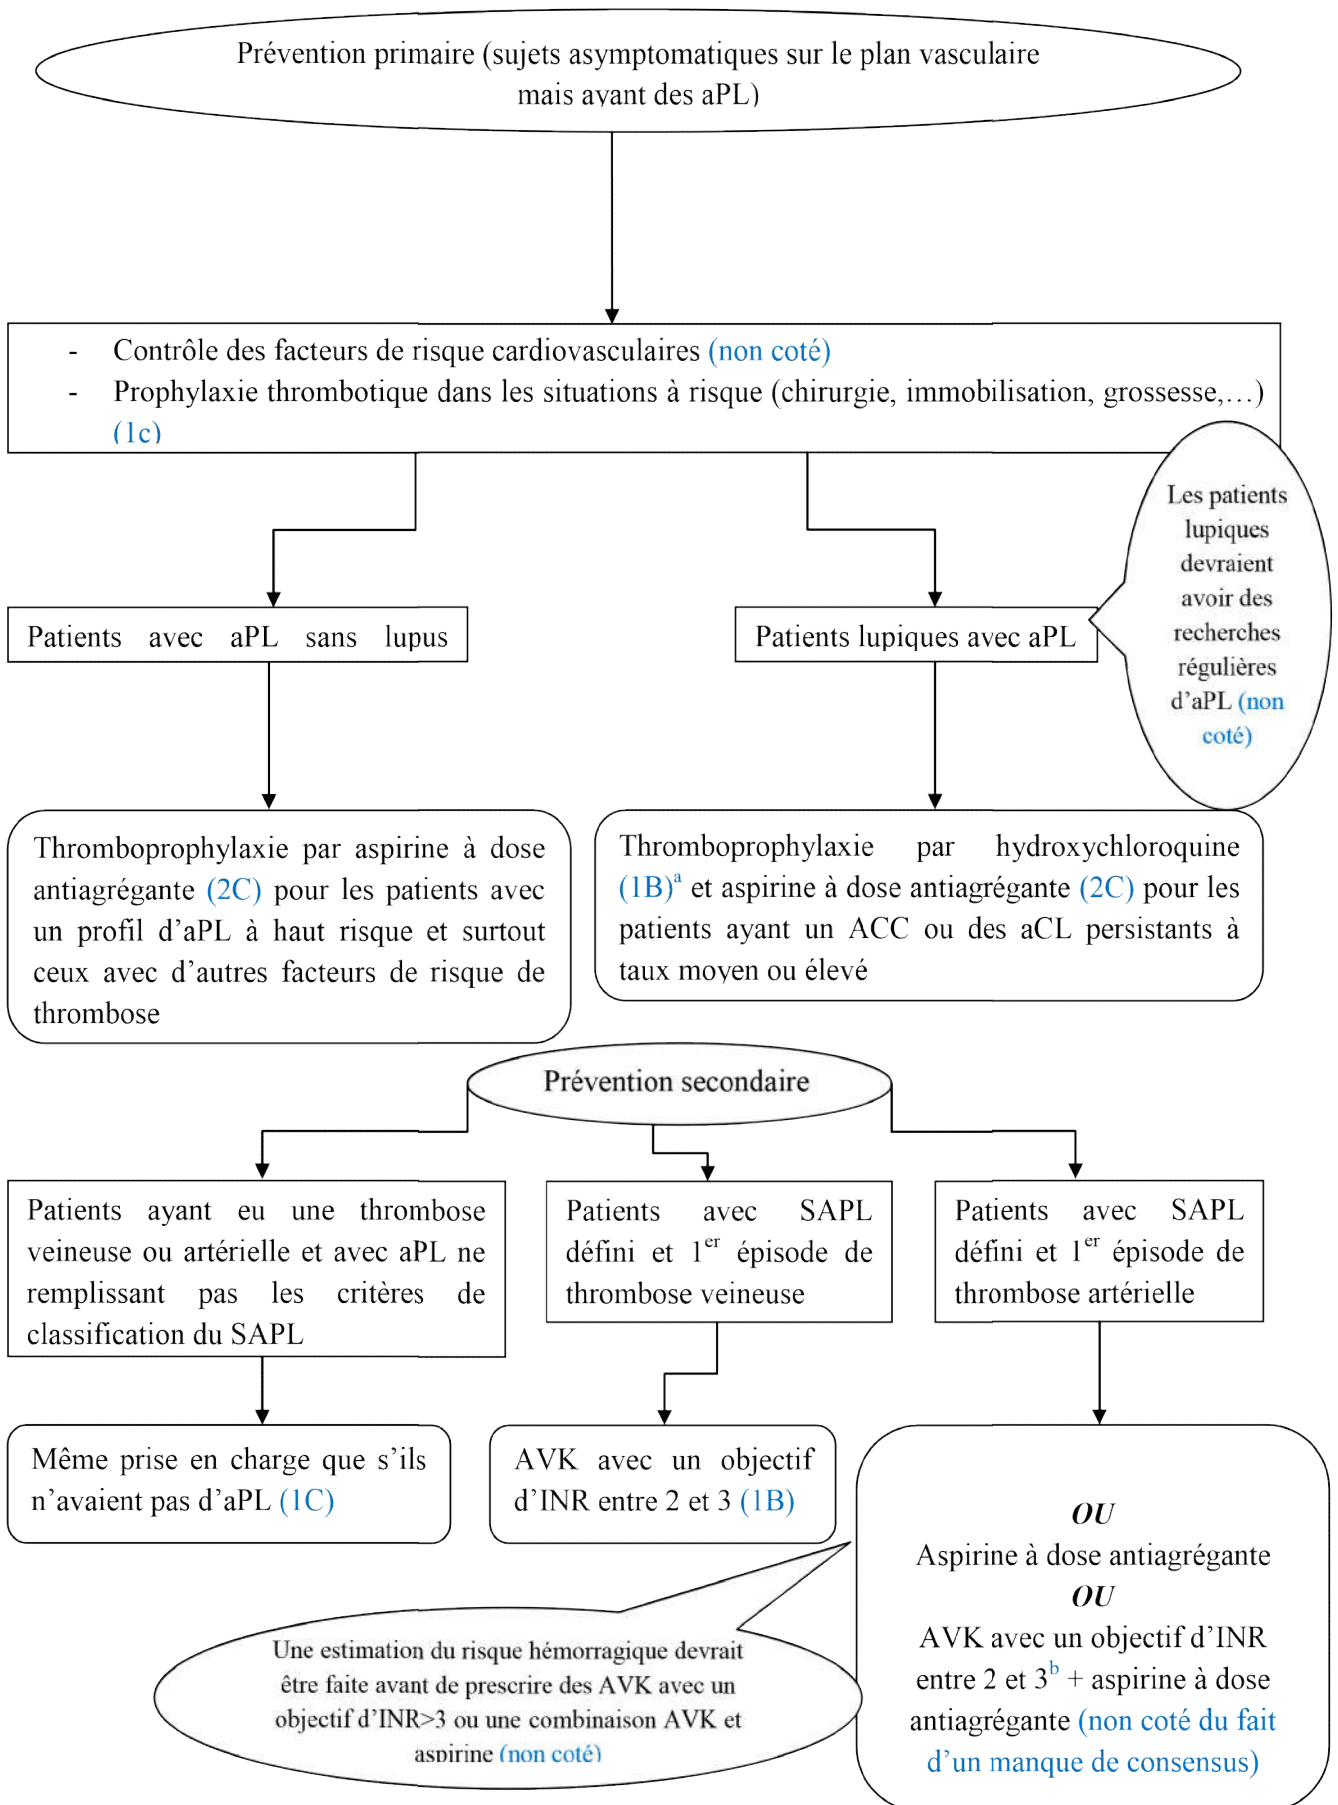 Prévention primaire (sujets asymptomatiques sur le plan vasculaire
mais ayant des aPL)
- Contrôle des facteurs de risque cardiovasculaires (non coté)
- Prophylaxie thrombotique dans les situations à risque (chirurgie, immobilisation, grossesse,…)
(1c)
Les patients
lupiques
devraient
avoir des
recherches
régulières
d’aPL (non
coté)
Patients avec aPL sans lupus
Patients lupiques avec aPL
Thromboprophylaxie par aspirine à dose
antiagrégante (2C) pour les patients avec
un profil d’aPL à haut risque et surtout
ceux avec d’autres facteurs de risque de
thrombose
Thromboprophylaxie par hydroxychloroquine
(1B)a et aspirine à dose antiagrégante (2C) pour les
patients ayant un ACC ou des aCL persistants à
taux moyen ou élevé
Prévention secondaire
Patients ayant eu une thrombose
veineuse ou artérielle et avec aPL ne
remplissant pas les critères de
classification du SAPL
Patients avec SAPL
défini et 1er épisode de
thrombose veineuse
Patients avec SAPL
défini et 1er épisode de
thrombose artérielle
Même prise en charge que s’ils
n’avaient pas d’aPL (1C)
AVK avec un objectif
d’INR entre 2 et 3 (1B)
OU
Aspirine à dose antiagrégante
OU
AVK avec un objectif d’INR
entre 2 et 3b + aspirine à dose
antiagrégante (non coté du fait
d’un manque de consensus)
Une estimation du risque hémorragique devrait
être faite avant de prescrire des AVK avec un
objectif d’INR>3 ou une combinaison AVK et
aspirine (non coté)